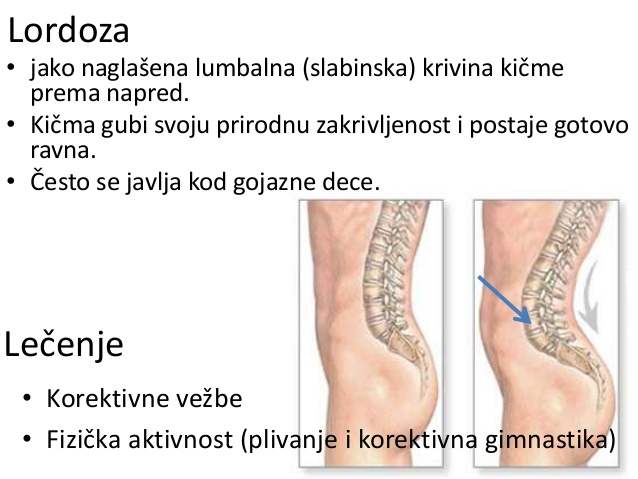 Lordoza
• jako naglašena lumbalna (slabinska) krivina kičme
prema napred.
• Kičma gubi svoju prirodnu zakrivljenost i postaje gotovo
ravna.
• Često se javlja kod gojazne dece.
Lečenje
• Korektivne vežbe
• Fizička aktivnost (plivanje i korektivna gimnastika)